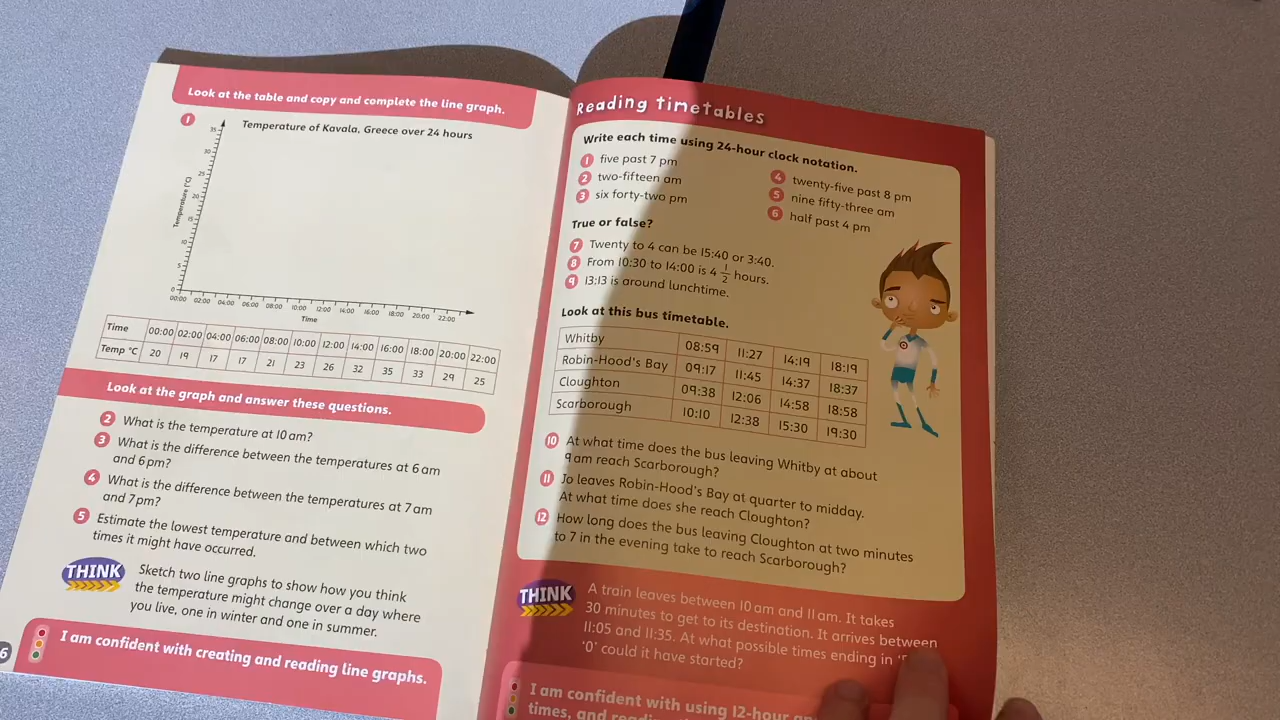 Look at the table and copy and complete the line graph.
1
Temperature of Kavala, Greece over 24 hours
Temperature (°C)
35
30
25
20
15
10
5
0
00:00 02:00 04:00 06:00 08:00 10:00 12:00 14:00 16:00 18:00 20:00 22:00
Time
Time 00:00 02:00 04:00 06:00 08:00 10:00 12:00 14:00 16:00 18:00 20:00 22:00
Temp °C 20 19 17 17 21 23 26 32 35 33 29 25
Look at the graph and answer these questions.
2 What is the temperature at 10 am?
3 What is the difference between the temperatures at 6 am
and 6 pm?
4 What is the difference between the temperatures at 7 am
and 7 pm?
5 Estimate the lowest temperature and between which two
times it might have occurred.
THINK
Sketch two line graphs to show how you think
the temperature might change over a day where
you live, one in winter and one in summer.
6
I am confident with creating and reading line graphs.
Reading timetables
Write each time using 24-hour clock notation.
1 five past 7 pm
2 two-fifteen am
3 six forty-two pm
4 twenty-five past 8 pm
5 nine fifty-three am
6 half past 4 pm
True or false?
7 Twenty to 4 can be 15:40 or 3:40.
8 From 10:30 to 14:00 is 4 1/2 hours.
9 13:13 is around lunchtime.
Look at this bus timetable.
Whitby 08:59 11:27 14:19 18:19
Robin-Hood's Bay 09:17 11:45 14:37 18:37
Cloughton 09:38 12:06 14:58 18:58
Scarborough 10:10 12:38 15:30 19:30
10 At what time does the bus leaving Whitby at about
9 am reach Scarborough?
11 Jo leaves Robin-Hood's Bay at quarter to midday.
At what time does she reach Cloughton?
12 How long does the bus leaving Cloughton at two minutes
to 7 in the evening take to reach Scarborough?
THINK
A train leaves between 10 am and 11 am. It takes
30 minutes to get to its destination. It arrives between
11:05 and 11:35. At what possible times ending in
'0' could it have started?
I am confident with using 12-hour
times, and